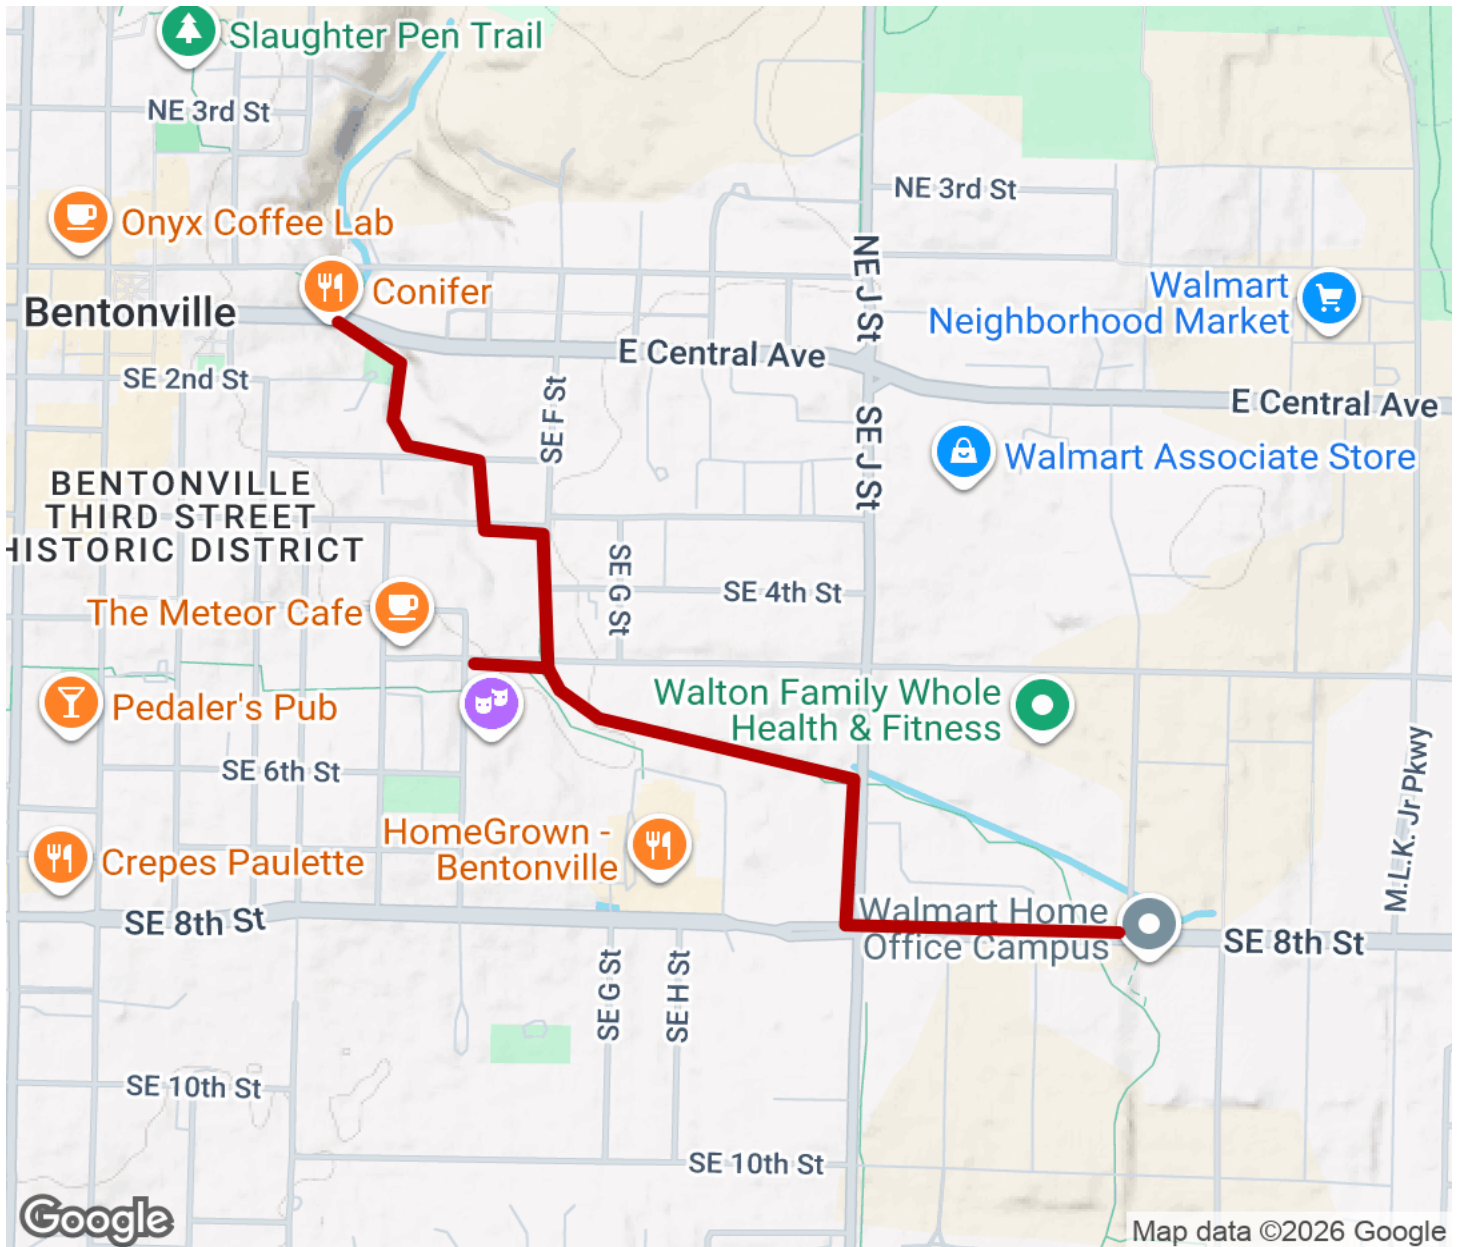 Slaughter Pen Trail
NE 3rd St
NE 3rd St
Onyx Coffee Lab
NE J St
Conifer
Walmart
Neighborhood Market
Bentonville
E Central Ave
SE 2nd St
SE F St
E Central Ave
SE J St
Walmart Associate Store
BENTONVILLE
THIRD STREET
HISTORIC DISTRICT
SE G St
SE 4th St
The Meteor Cafe
Walton Family Whole
Health & Fitness
Pedaler's Pub
SE 6th St
M.L.K. Jr Pkwy
HomeGrown -
Bentonville
Crepes Paulette
Walmart Home
Office Campus
SE 8th St
SE 8th St
SE G St
SE H St
SE 10th St
SE 10th St
Google
Map data ©2026 Google